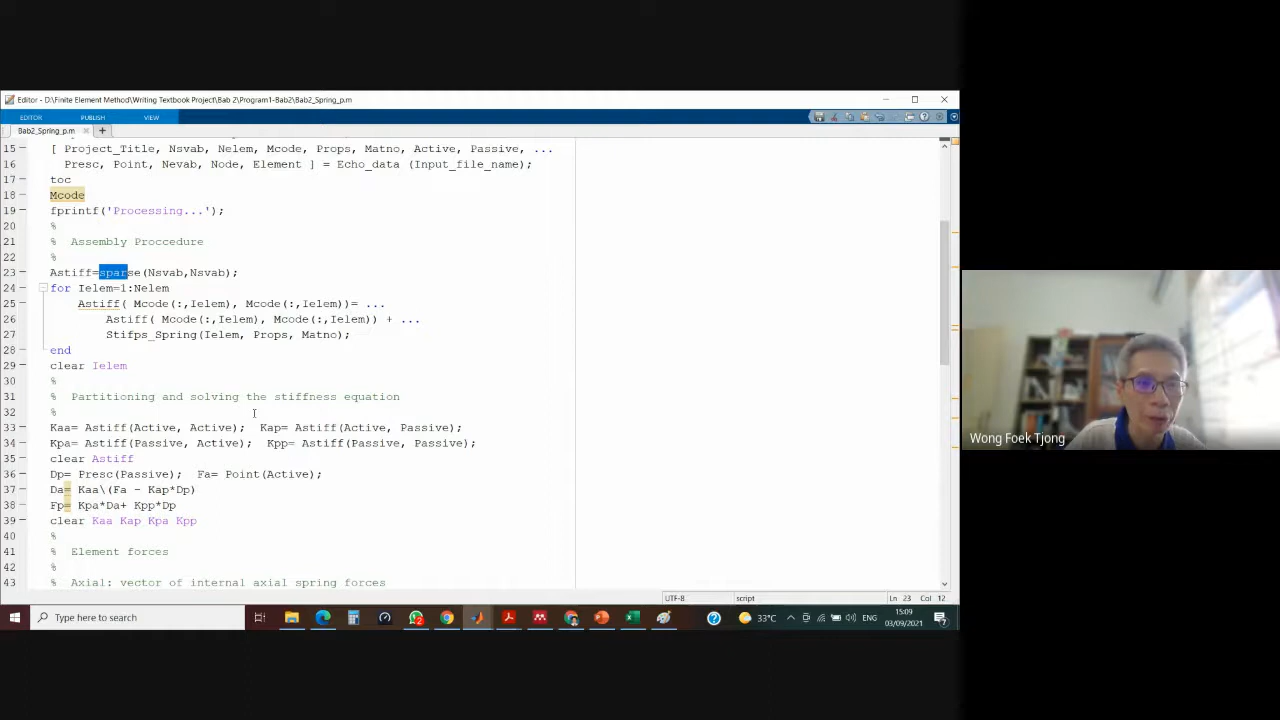 Editor - D:\Finite Element Method\Writing Textbook Project\Bab 2\Program1-Bab2\Bab2_Spring_p.m
EDITOR PUBLISH VIEW
Bab2_Spring_p.m
15 [ Project_Title, Nsvab, Nelem, Mcode, Props, Matno, Active, Passive, ...
16 Presc, Point, Nevab, Node, Element ] = Echo_data (Input_file_name);
17 toc
18 Mcode
19 fprintf('Processing...');
20 %
21 % Assembly Proccedure
22 %
23 Astiff=sparse(Nsvab,Nsvab);
24 for Ielem=1:Nelem
25 Astiff( Mcode(:,Ielem), Mcode(:,Ielem))= ...
26 Astiff( Mcode(:,Ielem), Mcode(:,Ielem)) + ...
27 Stifps_Spring(Ielem, Props, Matno);
28 end
29 clear Ielem
30 %
31 % Partitioning and solving the stiffness equation
32 %
33 Kaa= Astiff(Active, Active); Kap= Astiff(Active, Passive);
34 Kpa= Astiff(Passive, Active); Kpp= Astiff(Passive, Passive);
35 clear Astiff
36 Dp= Presc(Passive); Fa= Point(Active);
37 Da= Kaa\(Fa - Kap*Dp)
38 Fp= Kpa*Da+ Kpp*Dp
39 clear Kaa Kap Kpa Kpp
40 %
41 % Element forces
42 %
43 % Axial: vector of internal axial spring forces
UTF-8 script Ln 23 Col 12
Type here to search
33°C ENG 15:09 03/09/2021
Wong Foek Tjong